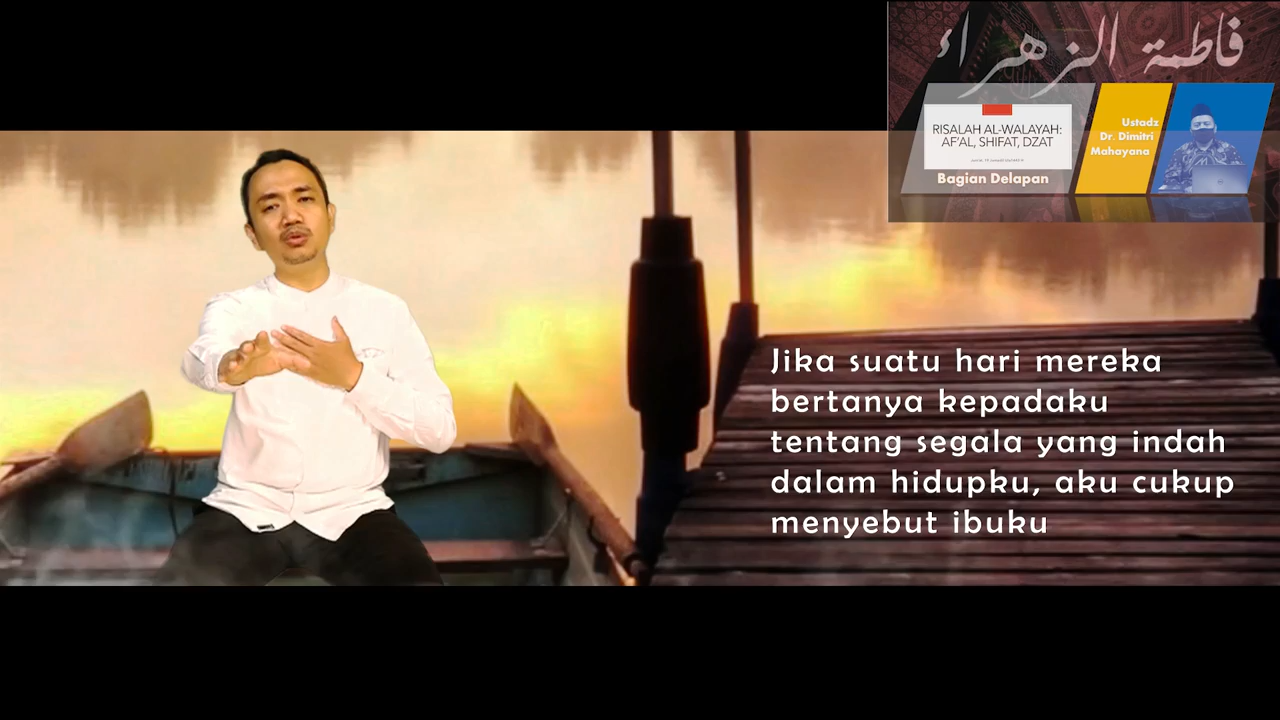 فاطمة الزهراء
RISALAH AL-WALAYAH:
AF'AL, SHIFAT, DZAT
Bagian Delapan
Ustadz
Dr. Dimitri
Mahayana
Jika suatu hari mereka
bertanya kepadaku
tentang segala yang indah
dalam hidupku, aku cukup
menyebut ibuku